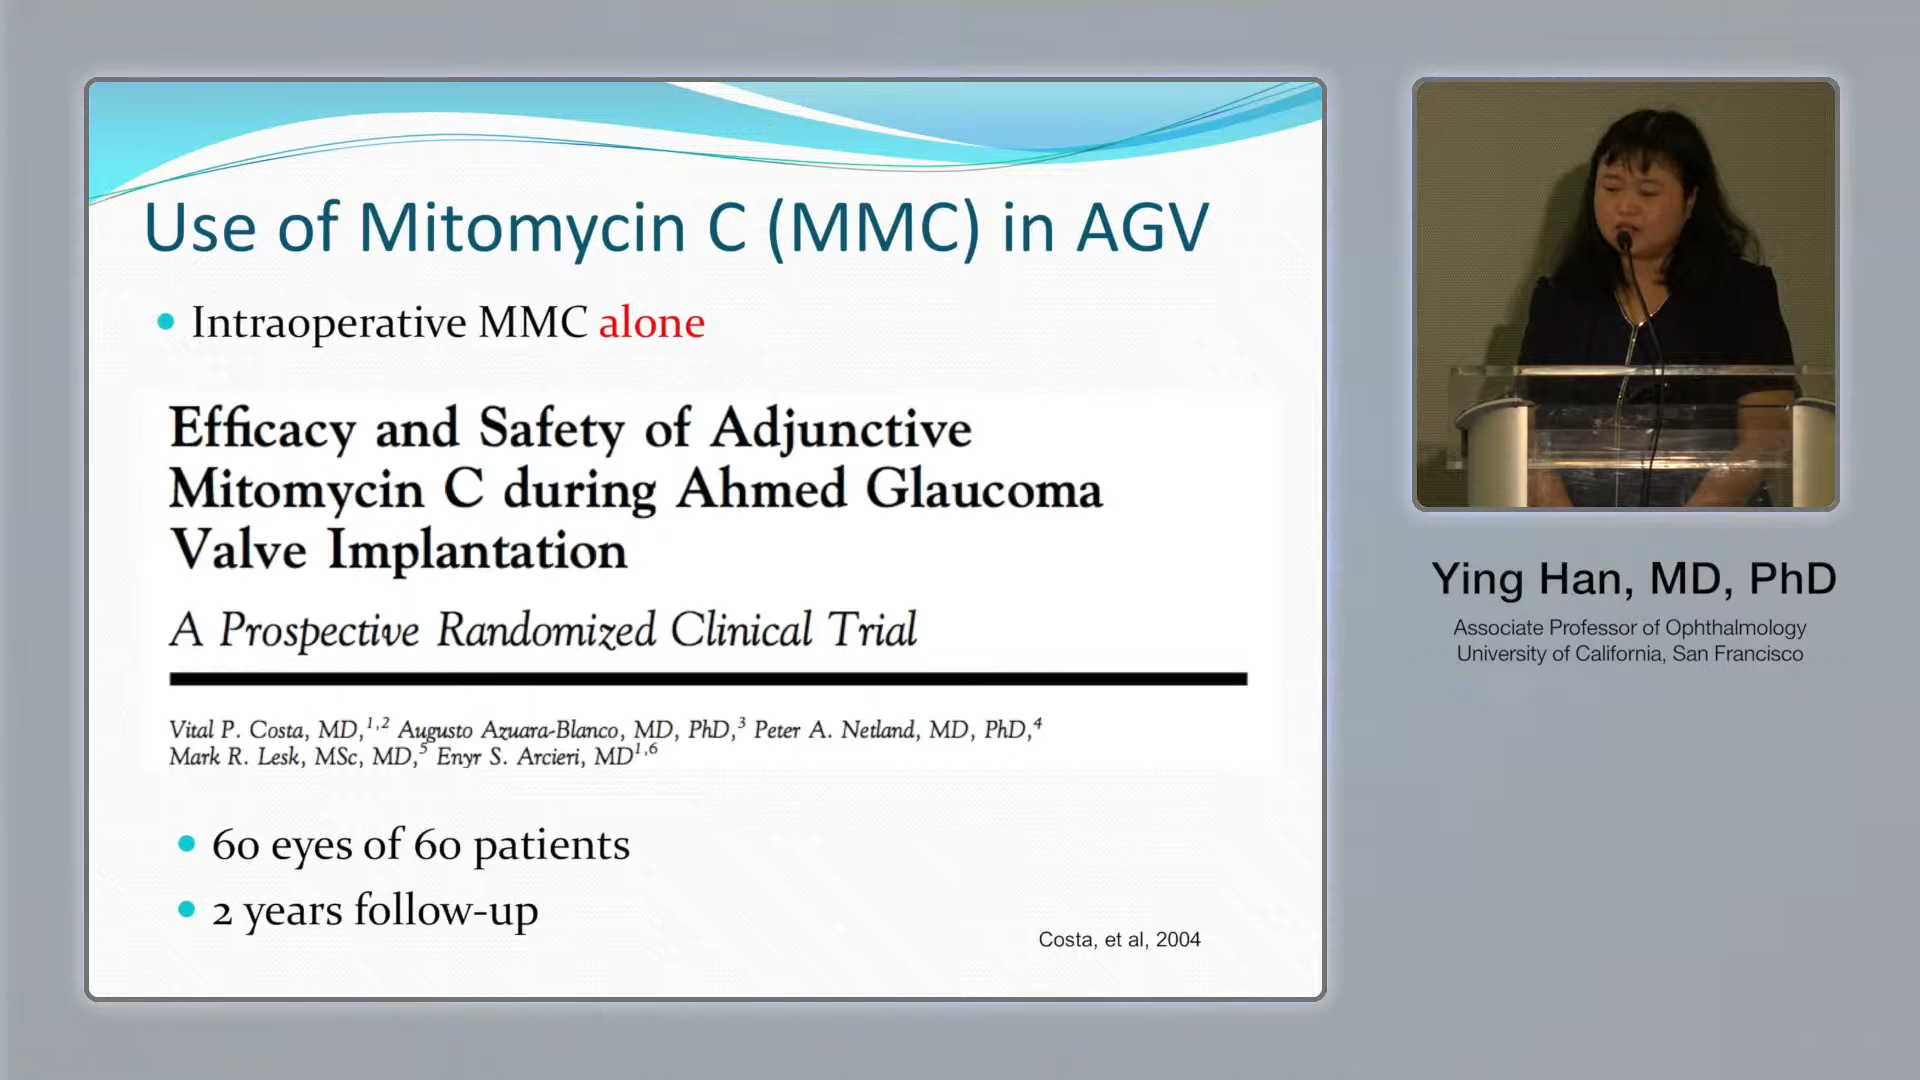 Use of Mitomycin C (MMC) in AGV
Intraoperative MMC alone
Efficacy and Safety of Adjunctive
Mitomycin C during Ahmed Glaucoma
Valve Implantation
A Prospective Randomized Clinical Trial
Vital P. Costa, MD,1,2 Augusto Azuara-Blanco, MD, PhD,3 Peter A. Netland, MD, PhD,4
Mark R. Lesk, MSc, MD,5 Enyr S. Arcieri, MD1,6
60 eyes of 60 patients
2 years follow-up
Costa, et al, 2004
Ying Han, MD, PhD
Associate Professor of Ophthalmology
University of California, San Francisco